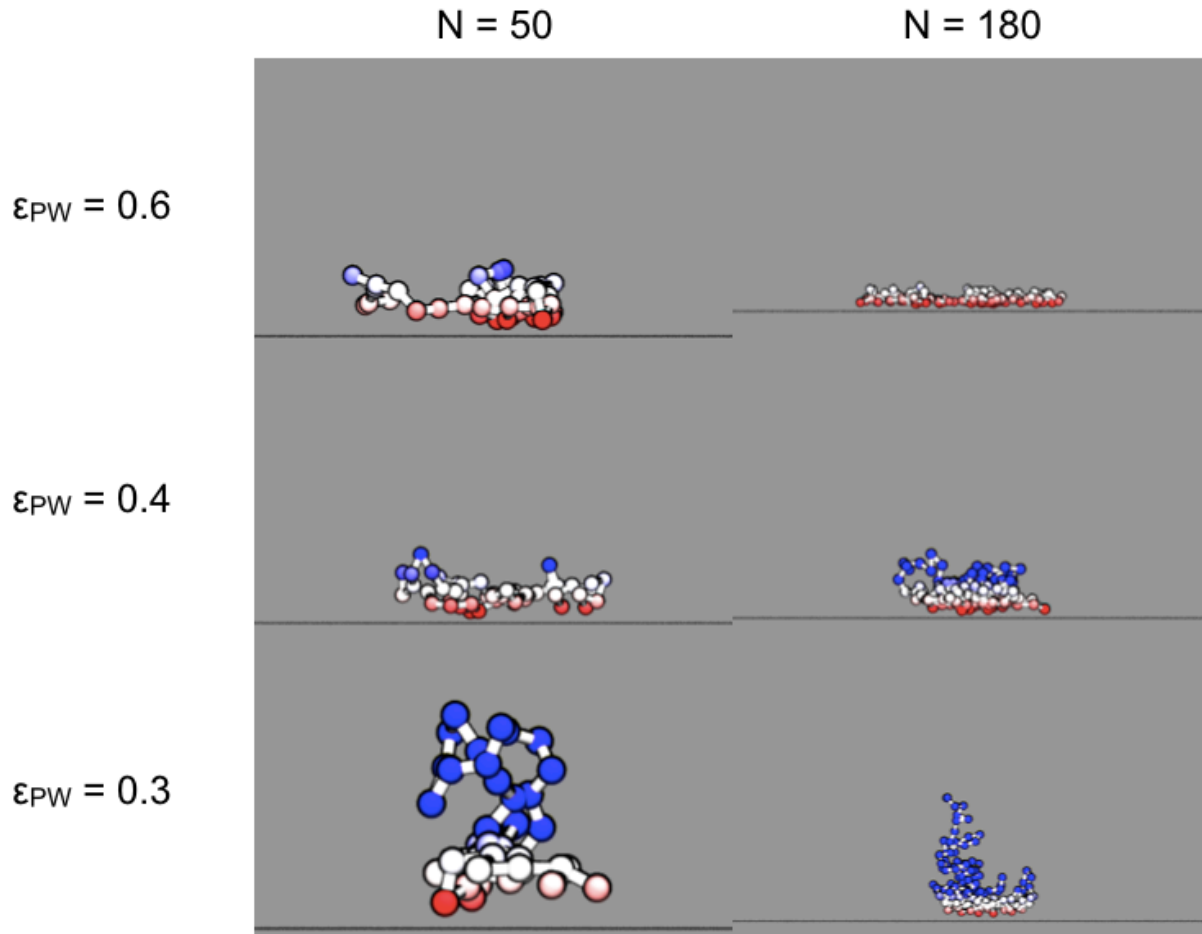 N = 50
N = 180
εPW = 0.6
εPW = 0.4
εPW = 0.3